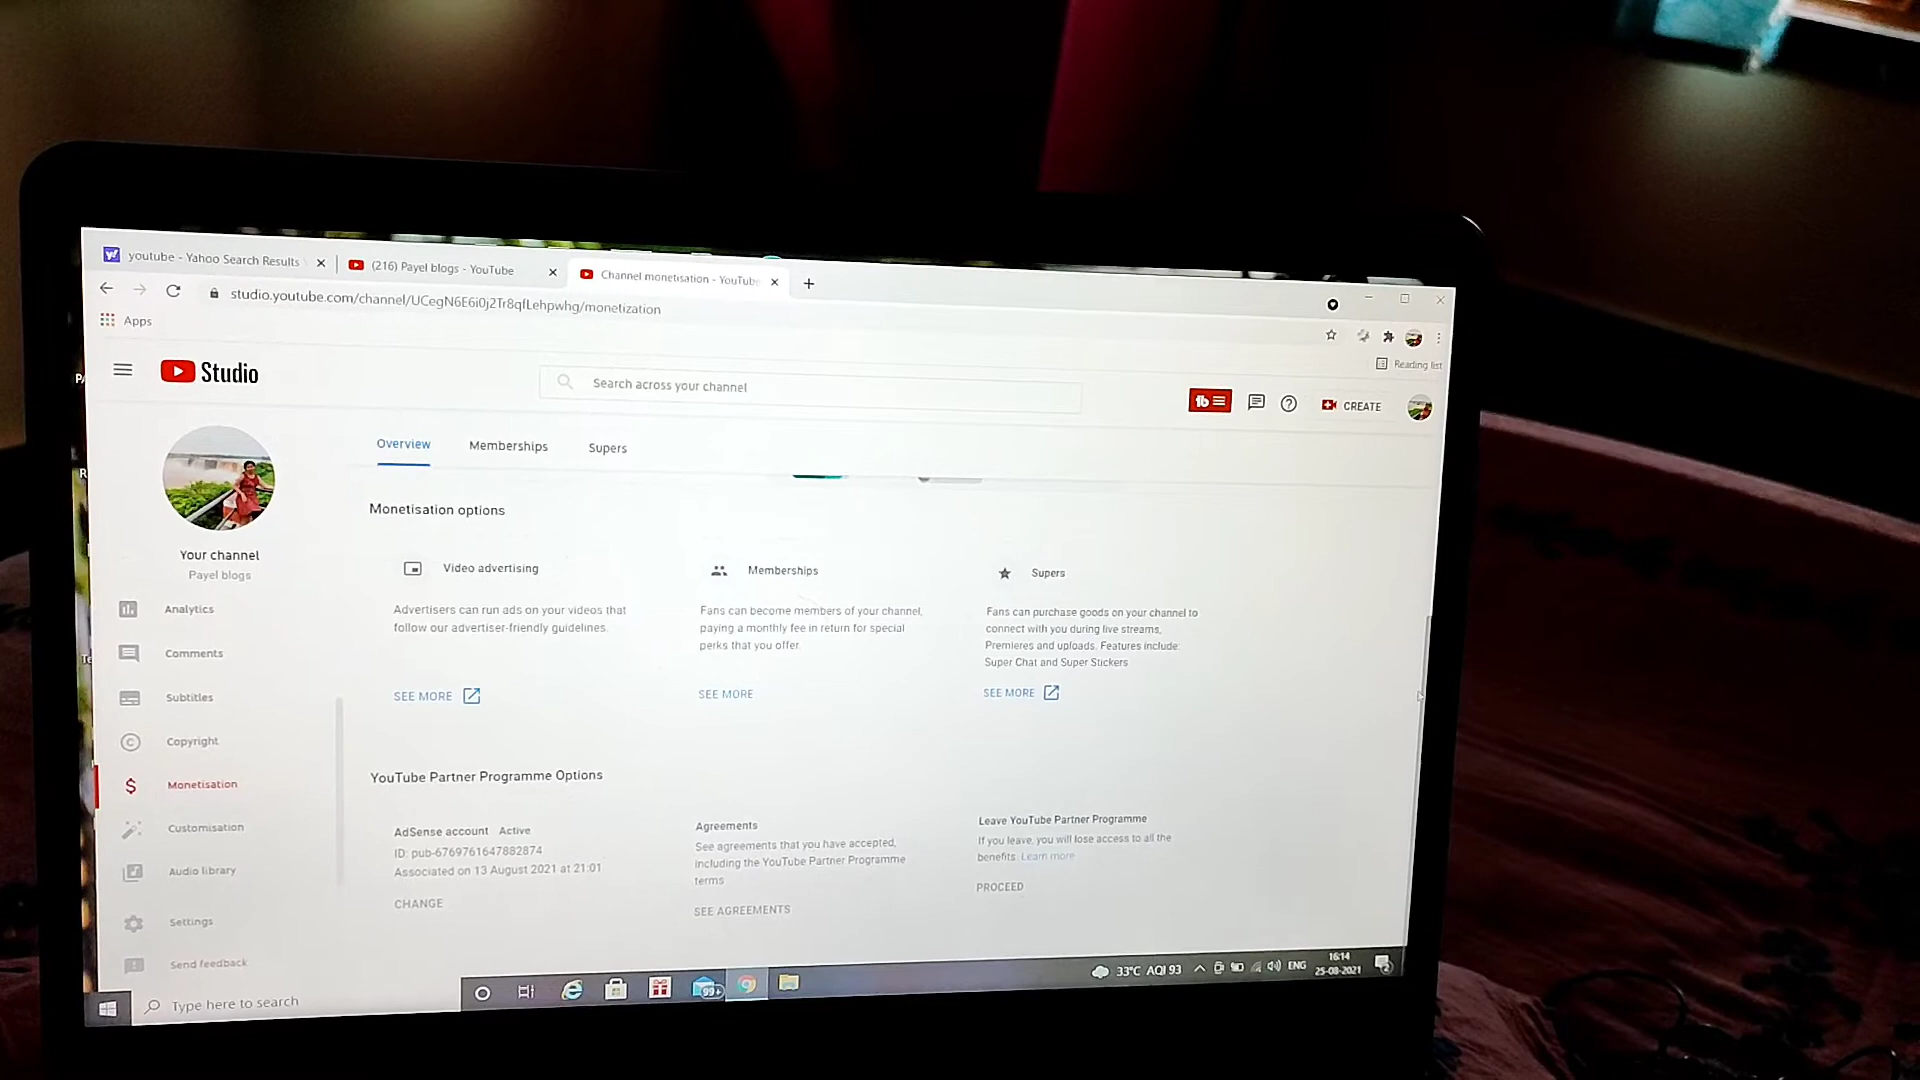 youtube - Yahoo Search Results
(216) Payel blogs - YouTube
Channel monetisation - YouTube
studio.youtube.com/channel/UCegN6E6i0j2Tr8qfLehpwhg/monetization
Apps
Reading list
Studio
Search across your channel
CREATE
Overview
Memberships
Supers
Your channel
Payel blogs
Analytics
Comments
Subtitles
Copyright
Monetisation
Customisation
Audio library
Settings
Send feedback
Monetisation options
Video advertising
Advertisers can run ads on your videos that
follow our advertiser-friendly guidelines.
SEE MORE
Memberships
Fans can become members of your channel,
paying a monthly fee in return for special
perks that you offer.
SEE MORE
Supers
Fans can purchase goods on your channel to
connect with you during live streams,
Premieres and uploads. Features include:
Super Chat and Super Stickers
SEE MORE
YouTube Partner Programme Options
AdSense account Active
ID: pub-6769761647882874
Associated on 13 August 2021 at 21:01
CHANGE
Agreements
See agreements that you have accepted,
including the YouTube Partner Programme
terms
SEE AGREEMENTS
Leave YouTube Partner Programme
If you leave, you will lose access to all the
benefits. Learn more
PROCEED
Type here to search
99+
33°C AQI 93
ENG
16:14
25-08-2021
2